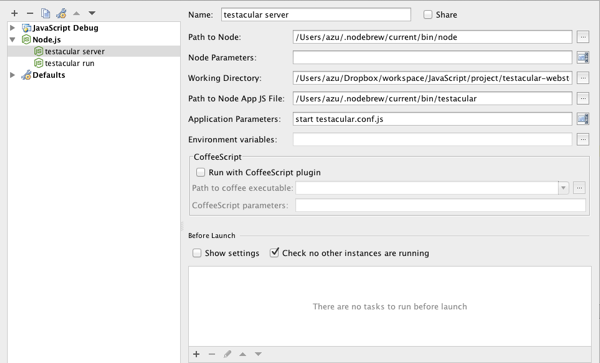 JavaScript Debug
Node.js
testacular server
testacular run
Defaults
Name: testacular server Share
Path to Node: /Users/azu/.nodebrew/current/bin/node ...
Node Parameters:
Working Directory: /Users/azu/Dropbox/workspace/JavaScript/project/testacular-webst ...
Path to Node App JS File: /Users/azu/.nodebrew/current/bin/testacular ...
Application Parameters: start testacular.conf.js
Environment variables: ...
CoffeeScript
Run with CoffeeScript plugin
Path to coffee executable: ...
CoffeeScript parameters:
Before Launch
Show settings Check no other instances are running
There are no tasks to run before launch